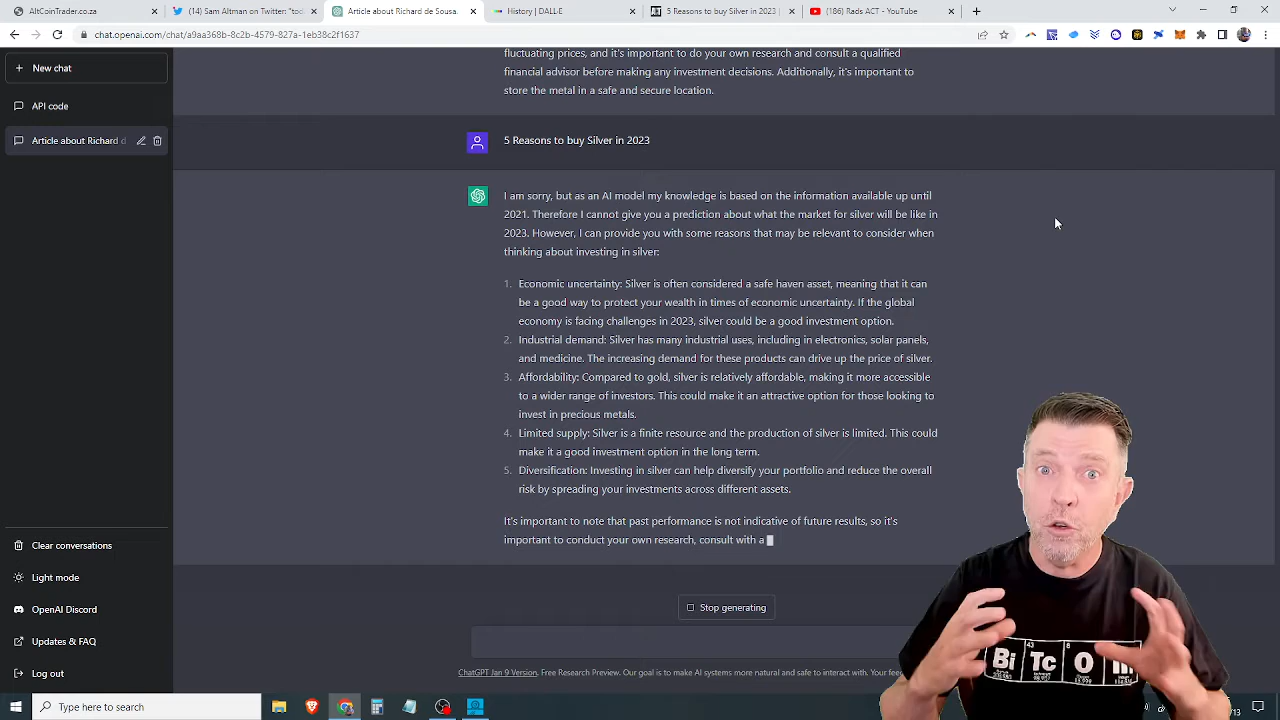 AltCoinTrader.co.za
(14) Sam Altman on Twitter: "tod
Article about Richard de Sousa.
History | DALL·E
5 Reasons to buy Silver in 2023 |
(186) Rads ACT - YouTube
chat.openai.com/chat/a9aa368b-8c2b-4579-827a-1eb38c2f1637
New chat
API code
Article about Richard d
fluctuating prices, and it's important to do your own research and consult a qualified
financial advisor before making any investment decisions. Additionally, it's important to
store the metal in a safe and secure location.
5 Reasons to buy Silver in 2023
I am sorry, but as an AI model my knowledge is based on the information available up until
2021. Therefore I cannot give you a prediction about what the market for silver will be like in
2023. However, I can provide you with some reasons that may be relevant to consider when
thinking about investing in silver:
1. Economic uncertainty: Silver is often considered a safe haven asset, meaning that it can
be a good way to protect your wealth in times of economic uncertainty. If the global
economy is facing challenges in 2023, silver could be a good investment option.
2. Industrial demand: Silver has many industrial uses, including in electronics, solar panels,
and medicine. The increasing demand for these products can drive up the price of silver.
3. Affordability: Compared to gold, silver is relatively affordable, making it more accessible
to a wider range of investors. This could make it an attractive option for those looking to
invest in precious metals.
4. Limited supply: Silver is a finite resource and the production of silver is limited. This could
make it a good investment option in the long term.
5. Diversification: Investing in silver can help diversify your portfolio and reduce the overall
risk by spreading your investments across different assets.
It's important to note that past performance is not indicative of future results, so it's
important to conduct your own research, consult with a
Stop generating
ChatGPT Jan 9 Version. Free Research Preview. Our goal is to make AI systems more natural and safe to interact with. Your fee
Clear conversations
Light mode
OpenAI Discord
Updates & FAQ
Log out
Bi Tc O
43 8
Type here to search